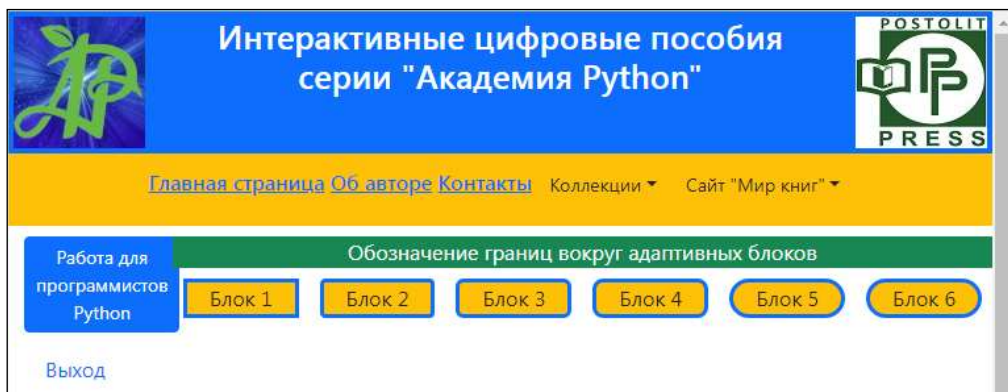 Интерактивные цифровые пособия
серии "Академия Python"
POSTOLIT
PP
PRESS
Главная страница Об авторе Контакты Коллекции Сайт "Мир книг"
Работа для
программистов
Python
Обозначение границ вокруг адаптивных блоков
Блок 1 Блок 2 Блок 3 Блок 4 Блок 5 Блок 6
Выход